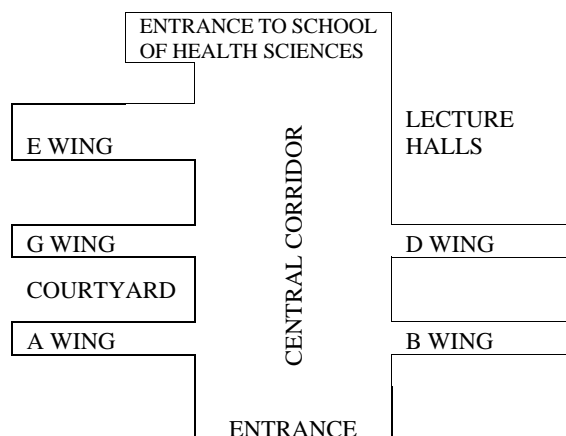 ENTRANCE TO SCHOOL
OF HEALTH SCIENCES
LECTURE
HALLS
E WING
CENTRAL CORRIDOR
G WING
D WING
COURTYARD
A WING
B WING
ENTRANCE